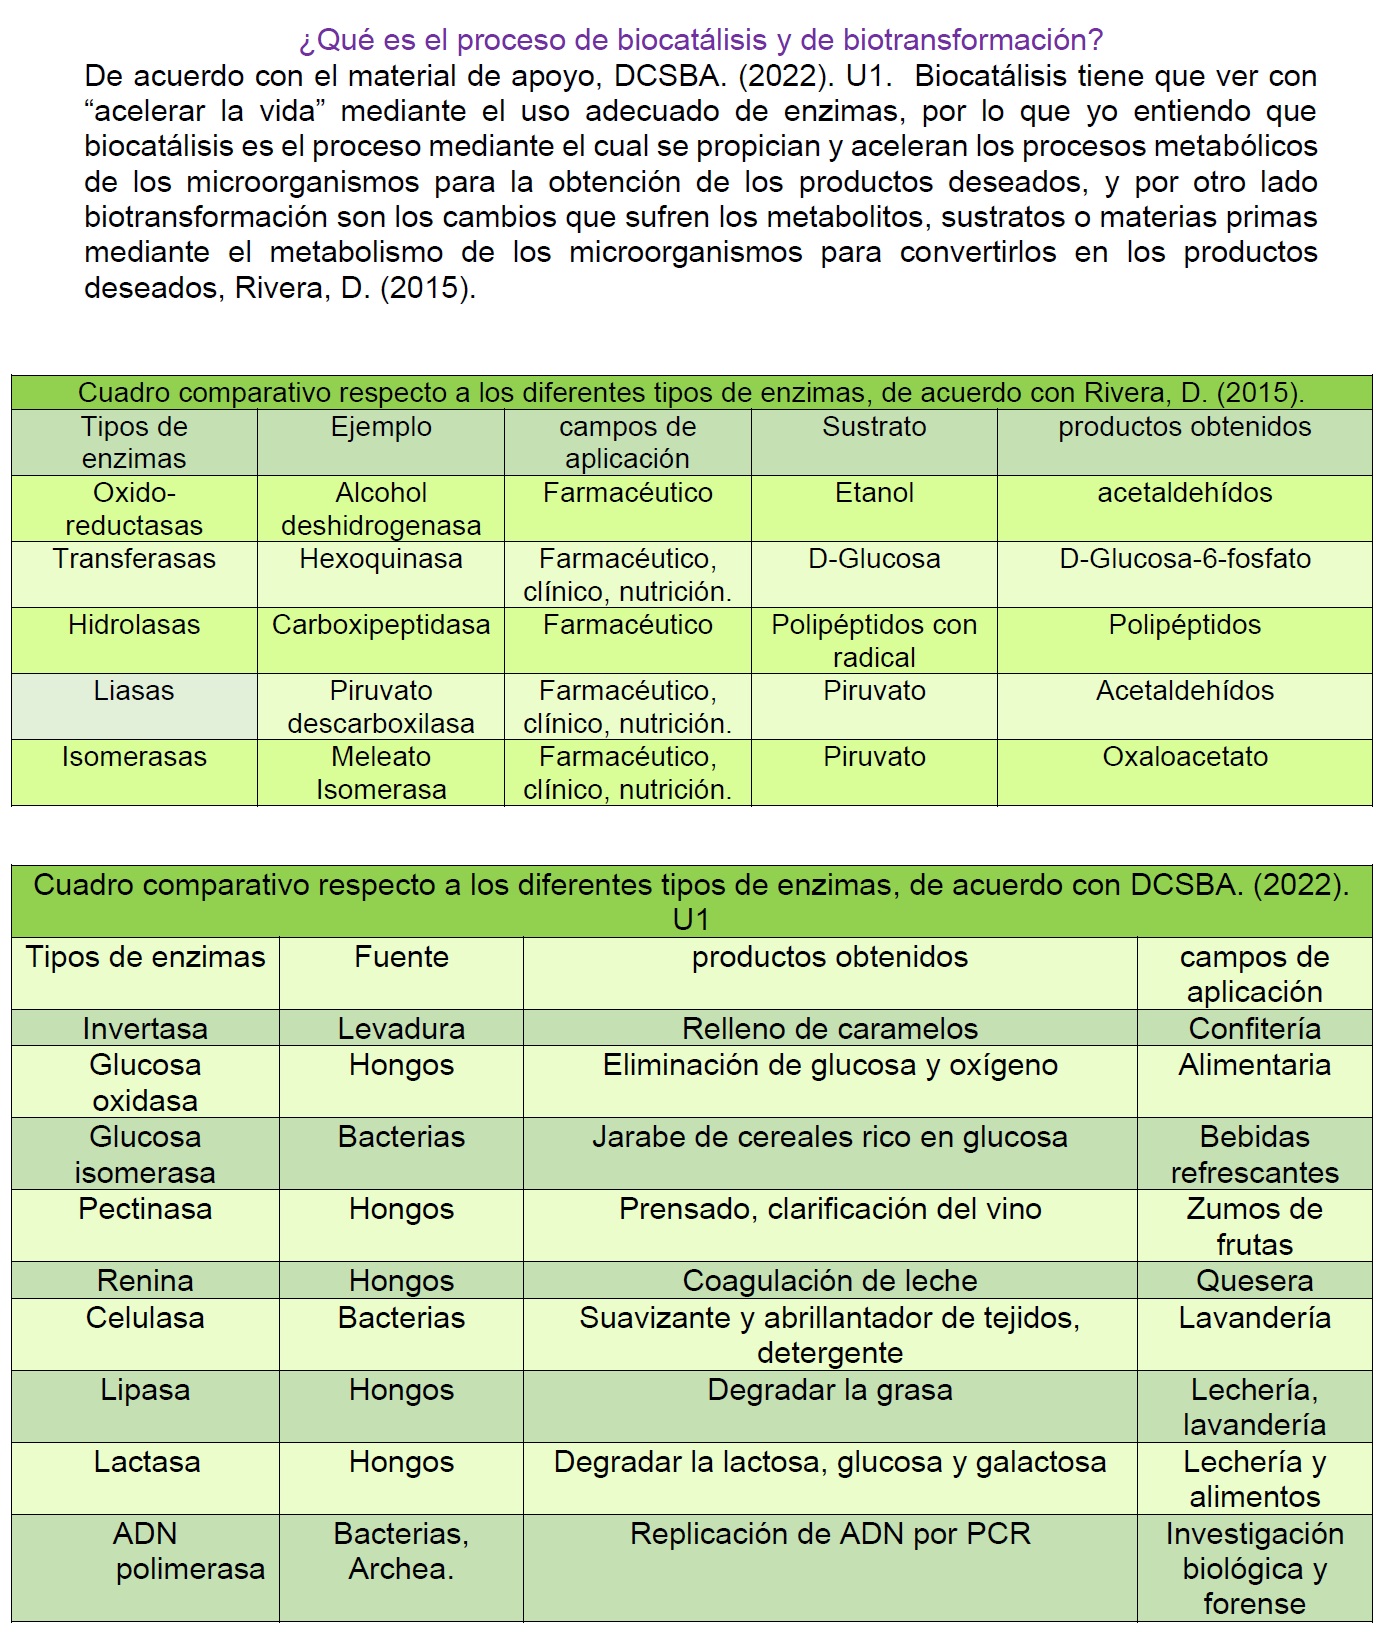 ¿Qué es el proceso de biocatálisis y de biotransformación?
De acuerdo con el material de apoyo, DCSBA. (2022). U1. Biocatálisis tiene que ver con
“acelerar la vida” mediante el uso adecuado de enzimas, por lo que yo entiendo que
biocatálisis es el proceso mediante el cual se propician y aceleran los procesos metabólicos
de los microorganismos para la obtención de los productos deseados, y por otro lado
biotransformación son los cambios que sufren los metabolitos, sustratos o materias primas
mediante el metabolismo de los microorganismos para convertirlos en los productos
deseados, Rivera, D. (2015).
Cuadro comparativo respecto a los diferentes tipos de enzimas, de acuerdo con Rivera, D. (2015).
Tipos de enzimas Ejemplo campos de aplicación Sustrato productos obtenidos
Oxido-reductasas Alcohol deshidrogenasa Farmacéutico Etanol acetaldehídos
Transferasas Hexoquinasa Farmacéutico, clínico, nutrición. D-Glucosa D-Glucosa-6-fosfato
Hidrolasas Carboxipeptidasa Farmacéutico Polipéptidos con radical Polipéptidos
Liasas Piruvato descarboxilasa Farmacéutico, clínico, nutrición. Piruvato Acetaldehídos
Isomerasas Meleato Isomerasa Farmacéutico, clínico, nutrición. Piruvato Oxaloacetato
Cuadro comparativo respecto a los diferentes tipos de enzimas, de acuerdo con DCSBA. (2022).
U1
Tipos de enzimas Fuente productos obtenidos campos de aplicación
Invertasa Levadura Relleno de caramelos Confitería
Glucosa oxidasa Hongos Eliminación de glucosa y oxígeno Alimentaria
Glucosa isomerasa Bacterias Jarabe de cereales rico en glucosa Bebidas refrescantes
Pectinasa Hongos Prensado, clarificación del vino Zumos de frutas
Renina Hongos Coagulación de leche Quesera
Celulasa Bacterias Suavizante y abrillantador de tejidos, detergente Lavandería
Lipasa Hongos Degradar la grasa Lechería, lavandería
Lactasa Hongos Degradar la lactosa, glucosa y galactosa Lechería y alimentos
ADN polimerasa Bacterias, Archea. Replicación de ADN por PCR Investigación biológica y forense